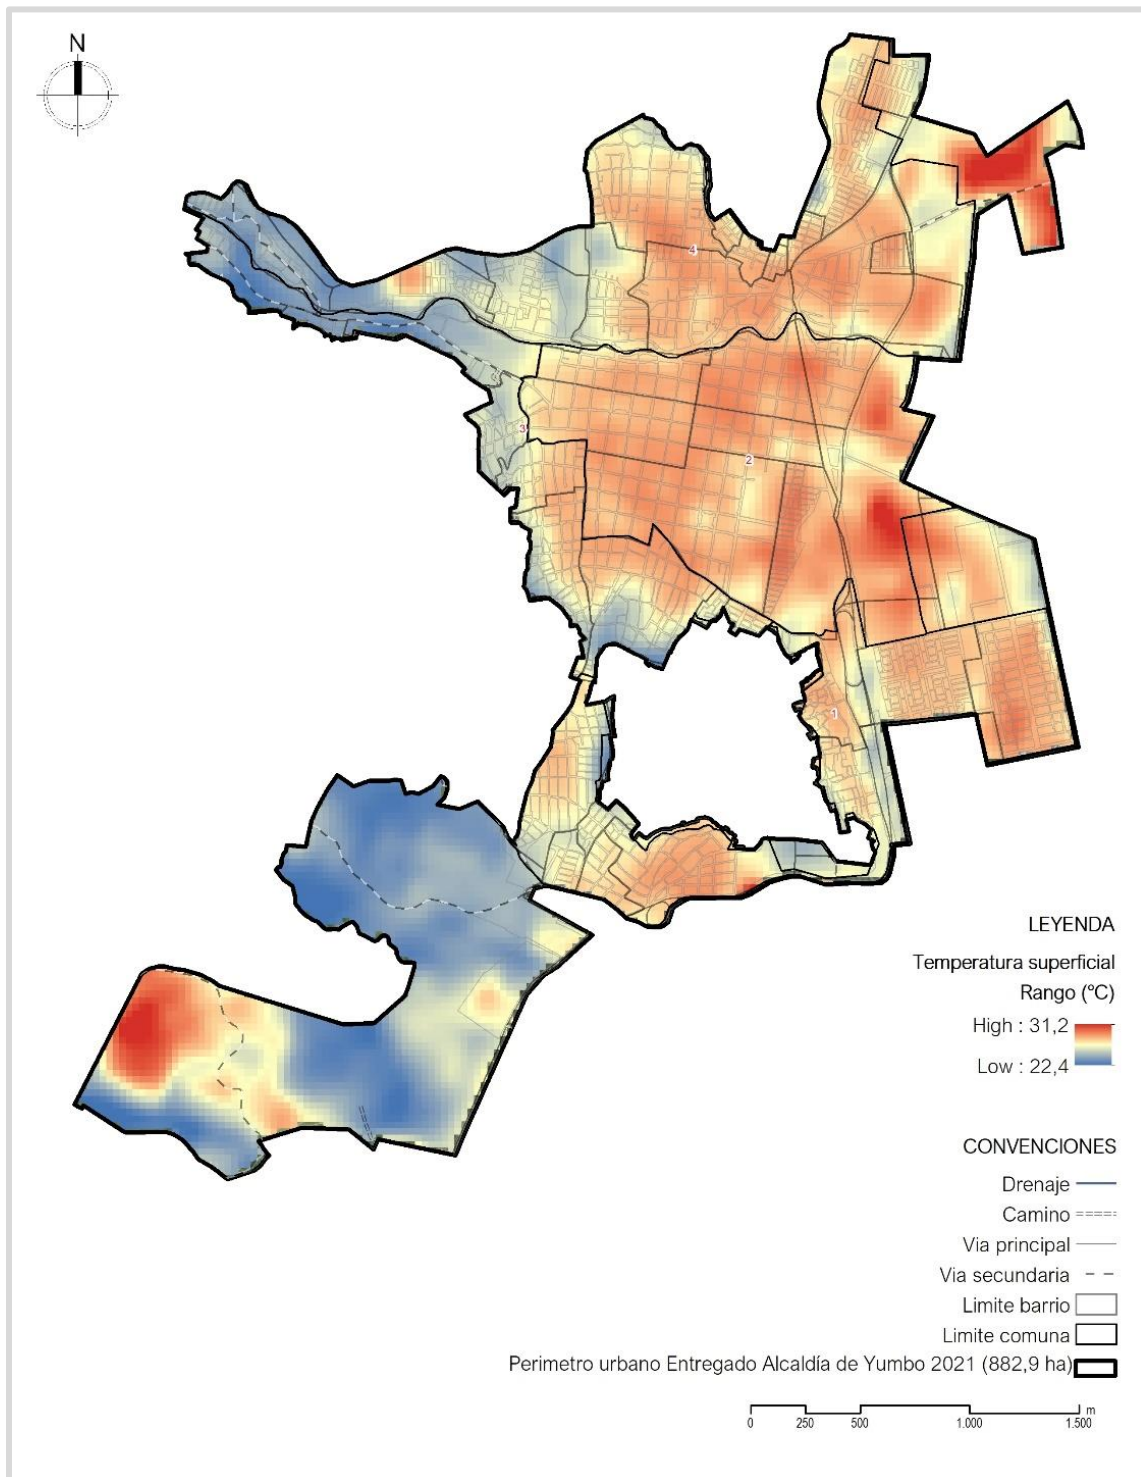 N
4
3
2
1
LEYENDA
Temperatura superficial
Rango (°C)
High : 31,2
Low : 22,4
CONVENCIONES
Drenaje
Camino
Via principal
Via secundaria
Limite barrio
Limite comuna
Perimetro urbano Entregado Alcaldía de Yumbo 2021 (882,9 ha)
0 250 500 1.000 1.500 m